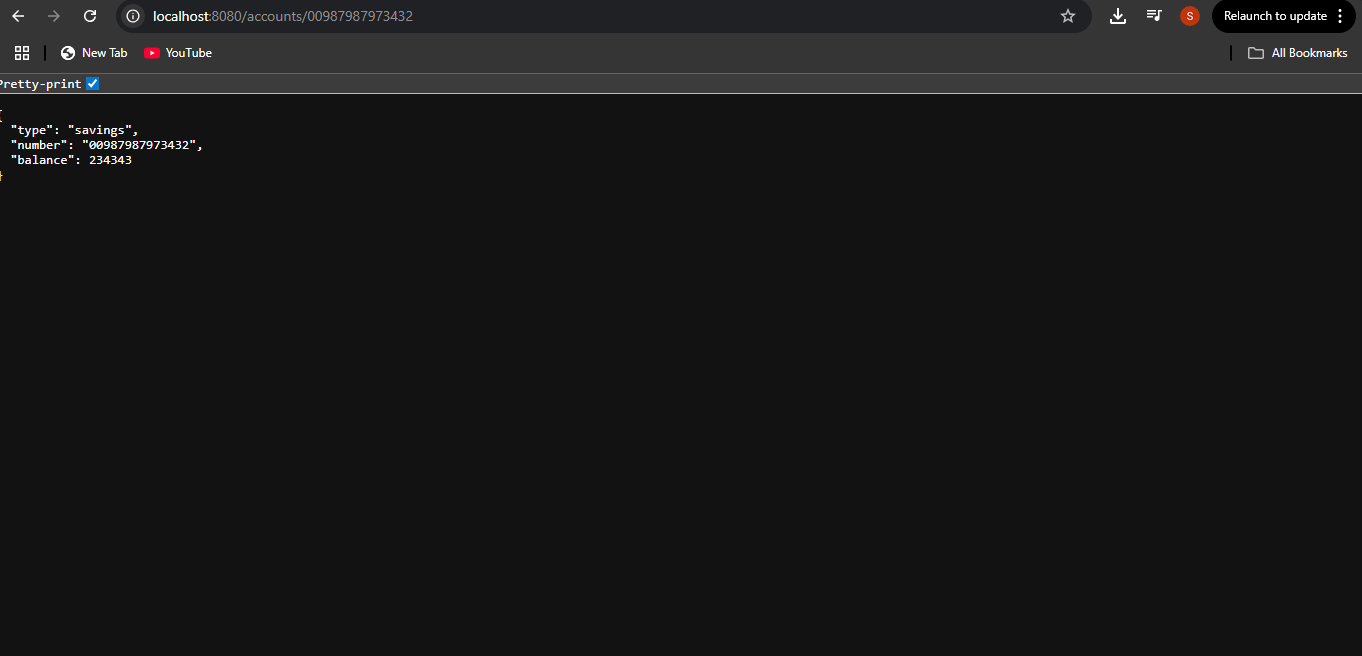 localhost:8080/accounts/00987987973432
S
Relaunch to update
New Tab
YouTube
All Bookmarks
Pretty-print
{
"type": "savings",
"number": "00987987973432",
"balance": 234343
}